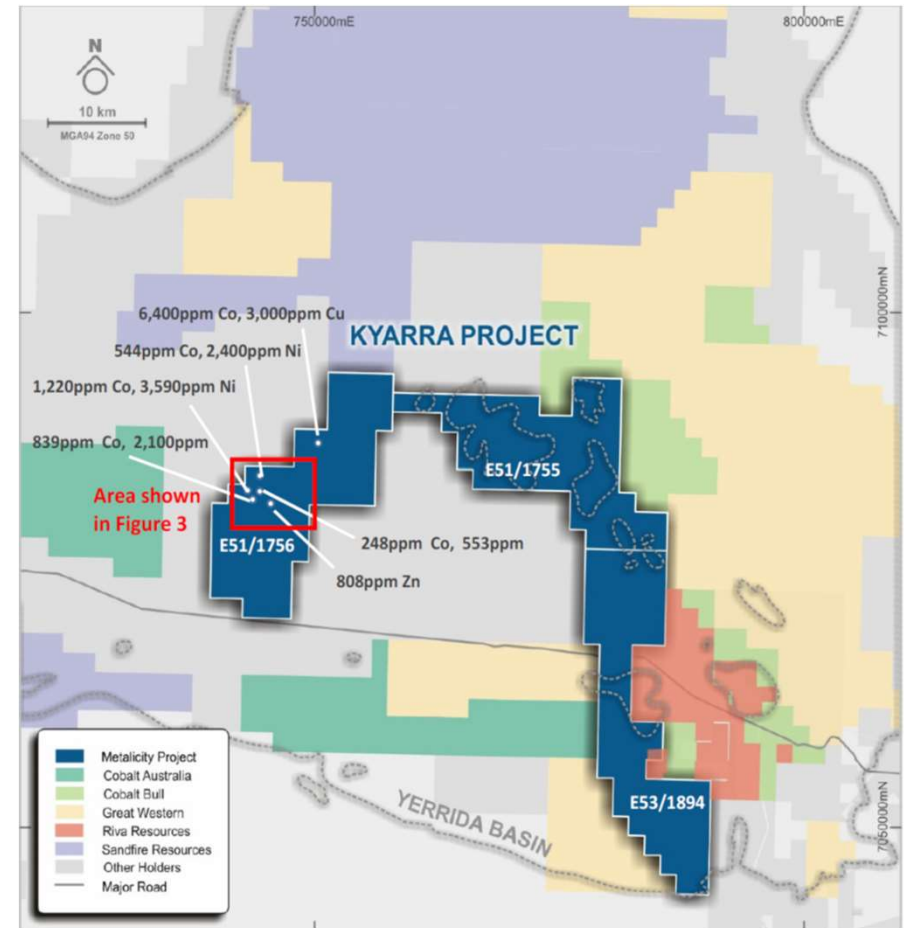 750000mE
800000mE
N
10 km
MGA94 Zone 50
7100000mN
6,400ppm Co, 3,000ppm Cu
KYARRA PROJECT
544ppm Co, 2,400ppm Ni
1,220ppm Co, 3,590ppm Ni
839ppm Co, 2,100ppm
Area shown
in Figure 3
E51/1755
E51/1756
248ppm Co, 553ppm
808ppm Zn
Metalicity Project
Cobalt Australia
Cobalt Bull
Great Western
Riva Resources
Sandfire Resources
Other Holders
Major Road
YERRIDA BASIN
E53/1894
7050000mN